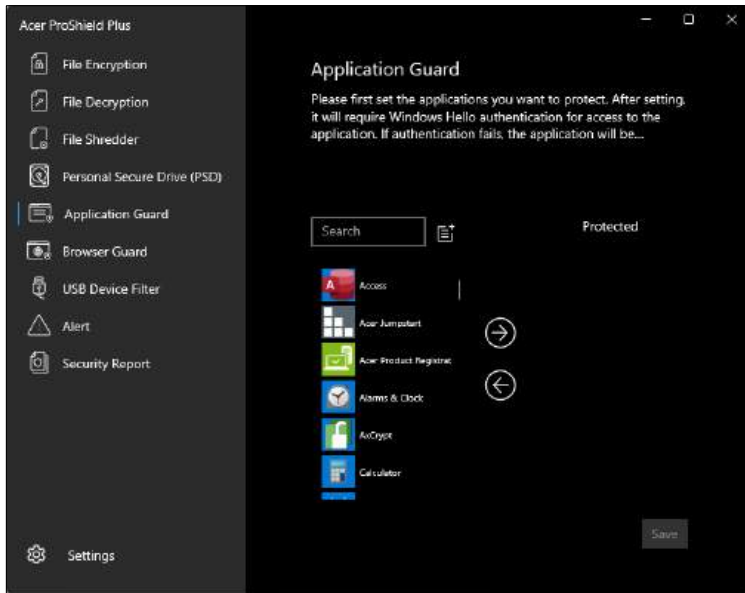 Acer ProShield Plus
File Encryption
File Decryption
File Shredder
Personal Secure Drive (PSD)
Application Guard
Browser Guard
USB Device Filter
Alert
Security Report
Settings
Application Guard
Please first set the applications you want to protect. After setting,
it will require Windows Hello authentication for access to the
application. If authentication fails, the application will be...
Search
Protected
Access
Acer Jumpstart
Acer Product Registrat
Alarms & Clock
AxCrypt
Calculator
Save